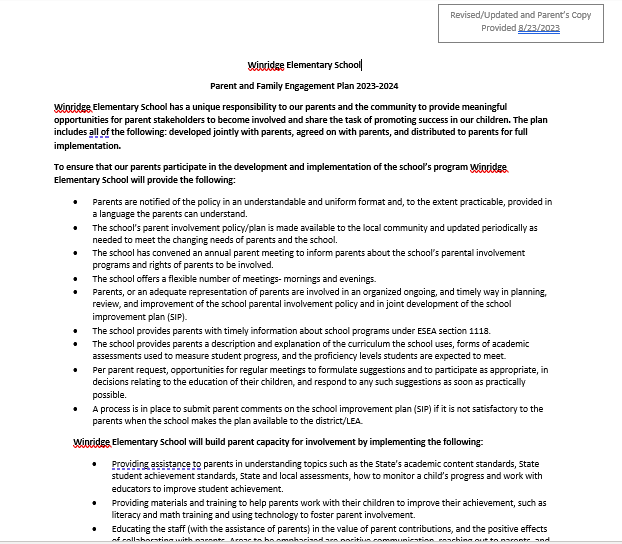 Revised/Updated and Parent's Copy
Provided 8/23/2023
Winridge Elementary School
Parent and Family Engagement Plan 2023-2024
Winridge Elementary School has a unique responsibility to our parents and the community to provide meaningful
opportunities for parent stakeholders to become involved and share the task of promoting success in our children. The plan
includes all of the following: developed jointly with parents, agreed on with parents, and distributed to parents for full
implementation.
To ensure that our parents participate in the development and implementation of the school's program Winridge
Elementary School will provide the following:
• Parents are notified of the policy in an understandable and uniform format and, to the extent practicable, provided in
a language the parents can understand.
• The school's parent involvement policy/plan is made available to the local community and updated periodically as
needed to meet the changing needs of parents and the school.
• The school has convened an annual parent meeting to inform parents about the school's parental involvement
programs and rights of parents to be involved.
• The school offers a flexible number of meetings- mornings and evenings.
• Parents, or an adequate representation of parents are involved in an organized ongoing, and timely way in planning,
review, and improvement of the school parental involvement policy and in joint development of the school
improvement plan (SIP).
• The school provides parents with timely information about school programs under ESEA section 1118.
• The school provides parents a description and explanation of the curriculum the school uses, forms of academic
assessments used to measure student progress, and the proficiency levels students are expected to meet.
• Per parent request, opportunities for regular meetings to formulate suggestions and to participate as appropriate, in
decisions relating to the education of their children, and respond to any such suggestions as soon as practically
possible.
• A process is in place to submit parent comments on the school improvement plan (SIP) if it is not satisfactory to the
parents when the school makes the plan available to the district/LEA.
Winridge Elementary School will build parent capacity for involvement by implementing the following:
• Providing assistance to parents in understanding topics such as the State's academic content standards, State
student achievement standards, State and local assessments, how to monitor a child's progress and work with
educators to improve student achievement.
• Providing materials and training to help parents work with their children to improve their achievement, such as
literacy and math training and using technology to foster parent involvement.
• Educating the staff (with the assistance of parents) in the value of parent contributions, and the positive effects
of collaborating with parents. Areas to be emphasized are positive communication, reaching out to parents, and